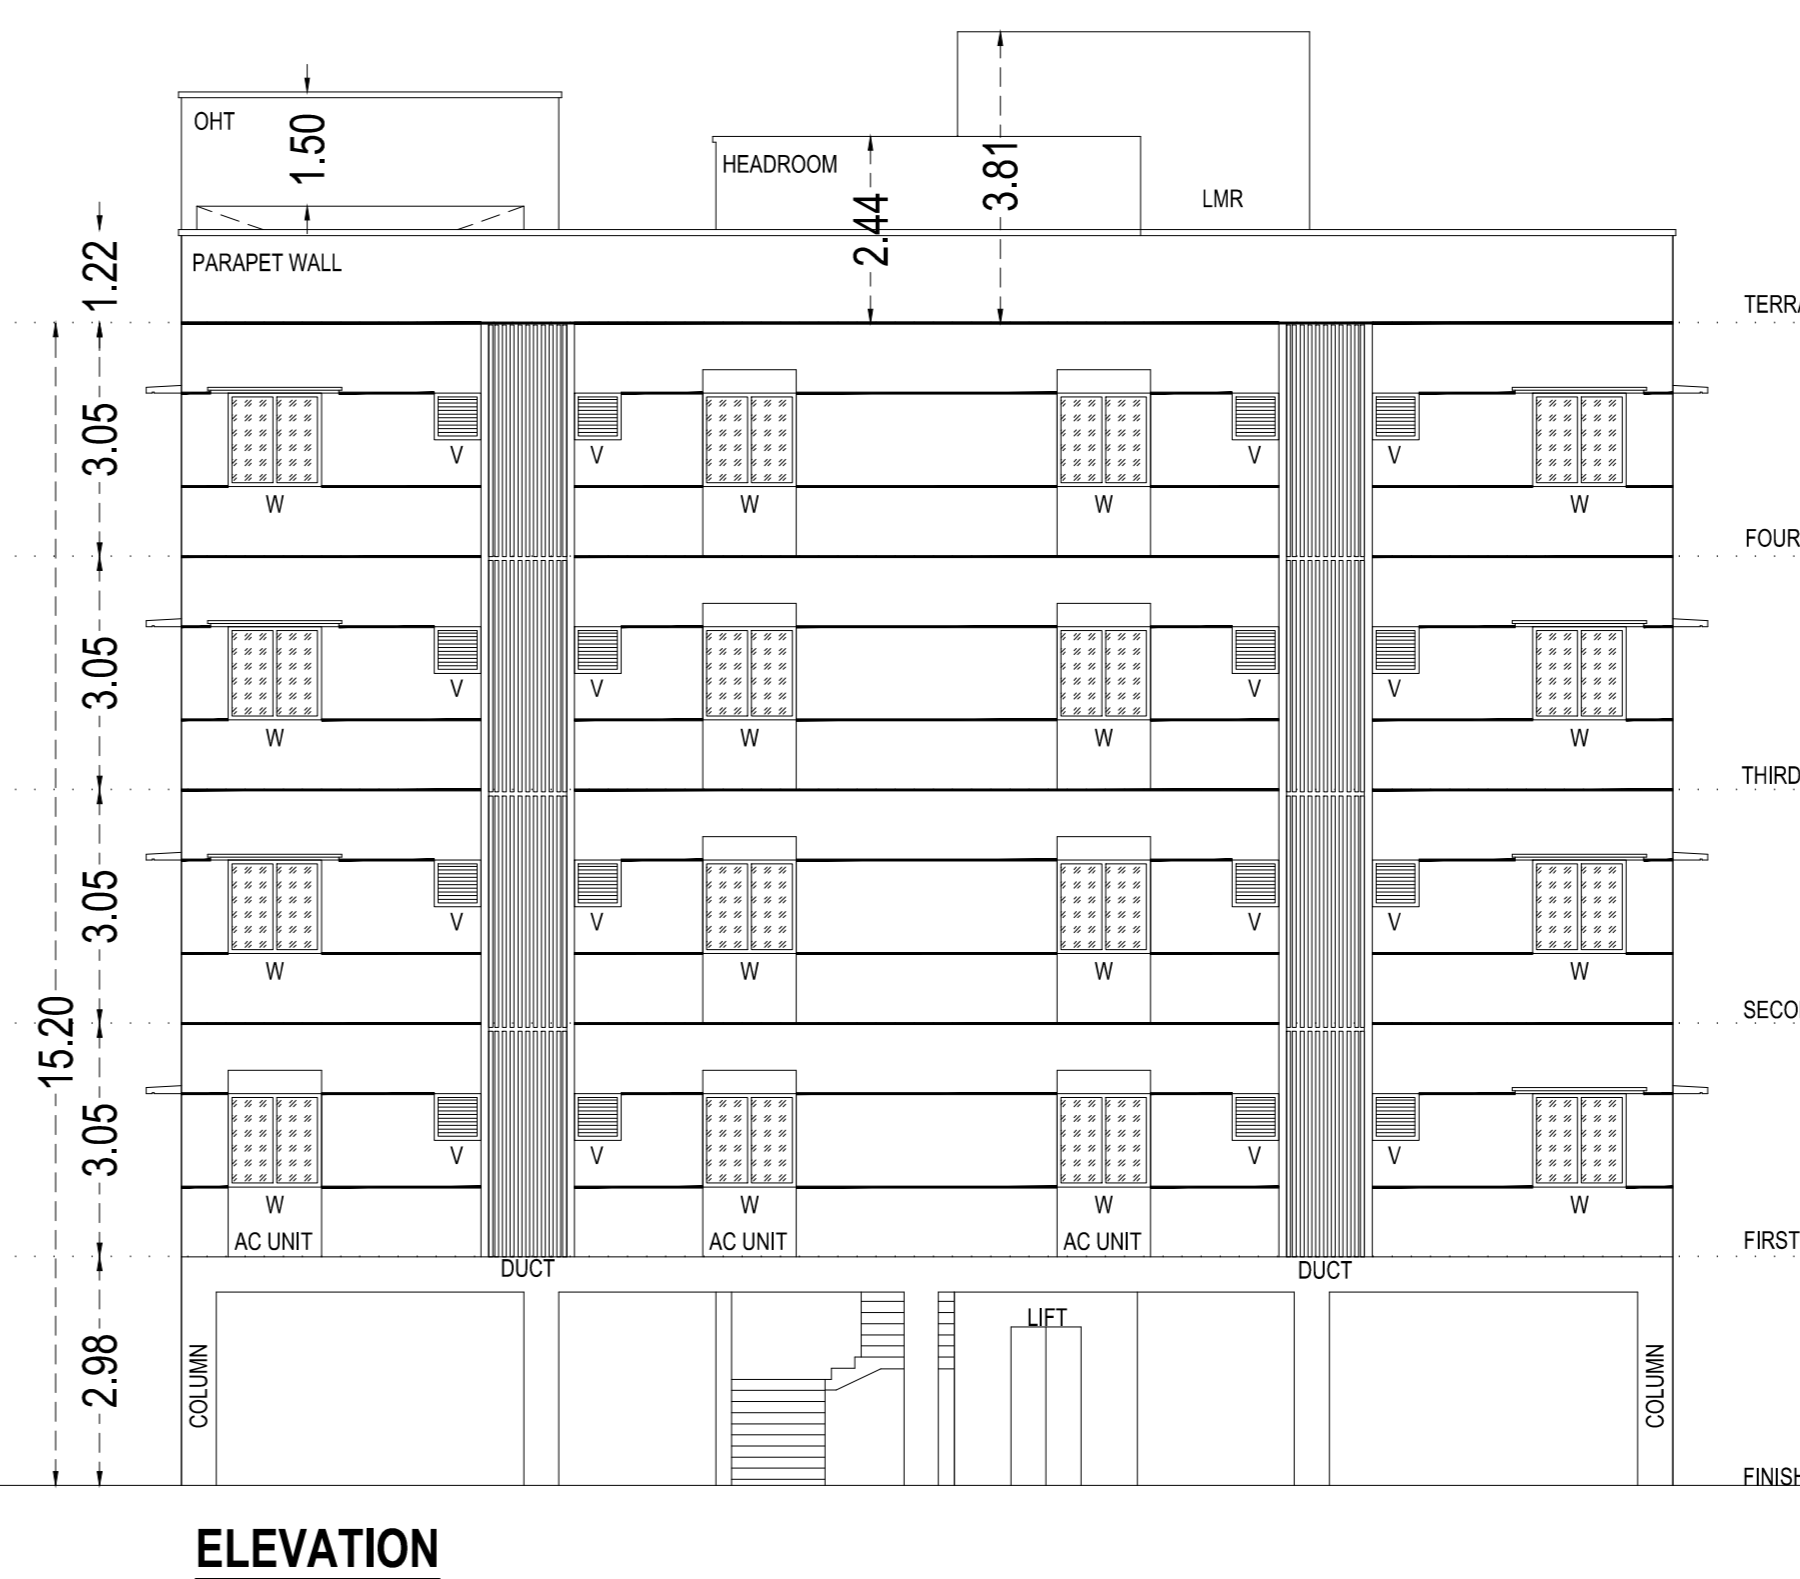 OHT
1.50
HEADROOM
2.44
3.81
LMR
1.22
PARAPET WALL
TERRA
3.05
V V V V
W W W W
FOUR
3.05
V V V V
W W W W
THIRD
3.05
V V V V
W W W W
SECO
15.20
3.05
V V V V
W W W W
AC UNIT AC UNIT AC UNIT
FIRST
DUCT DUCT
LIFT
2.98
COLUMN
COLUMN
FINISH
ELEVATION